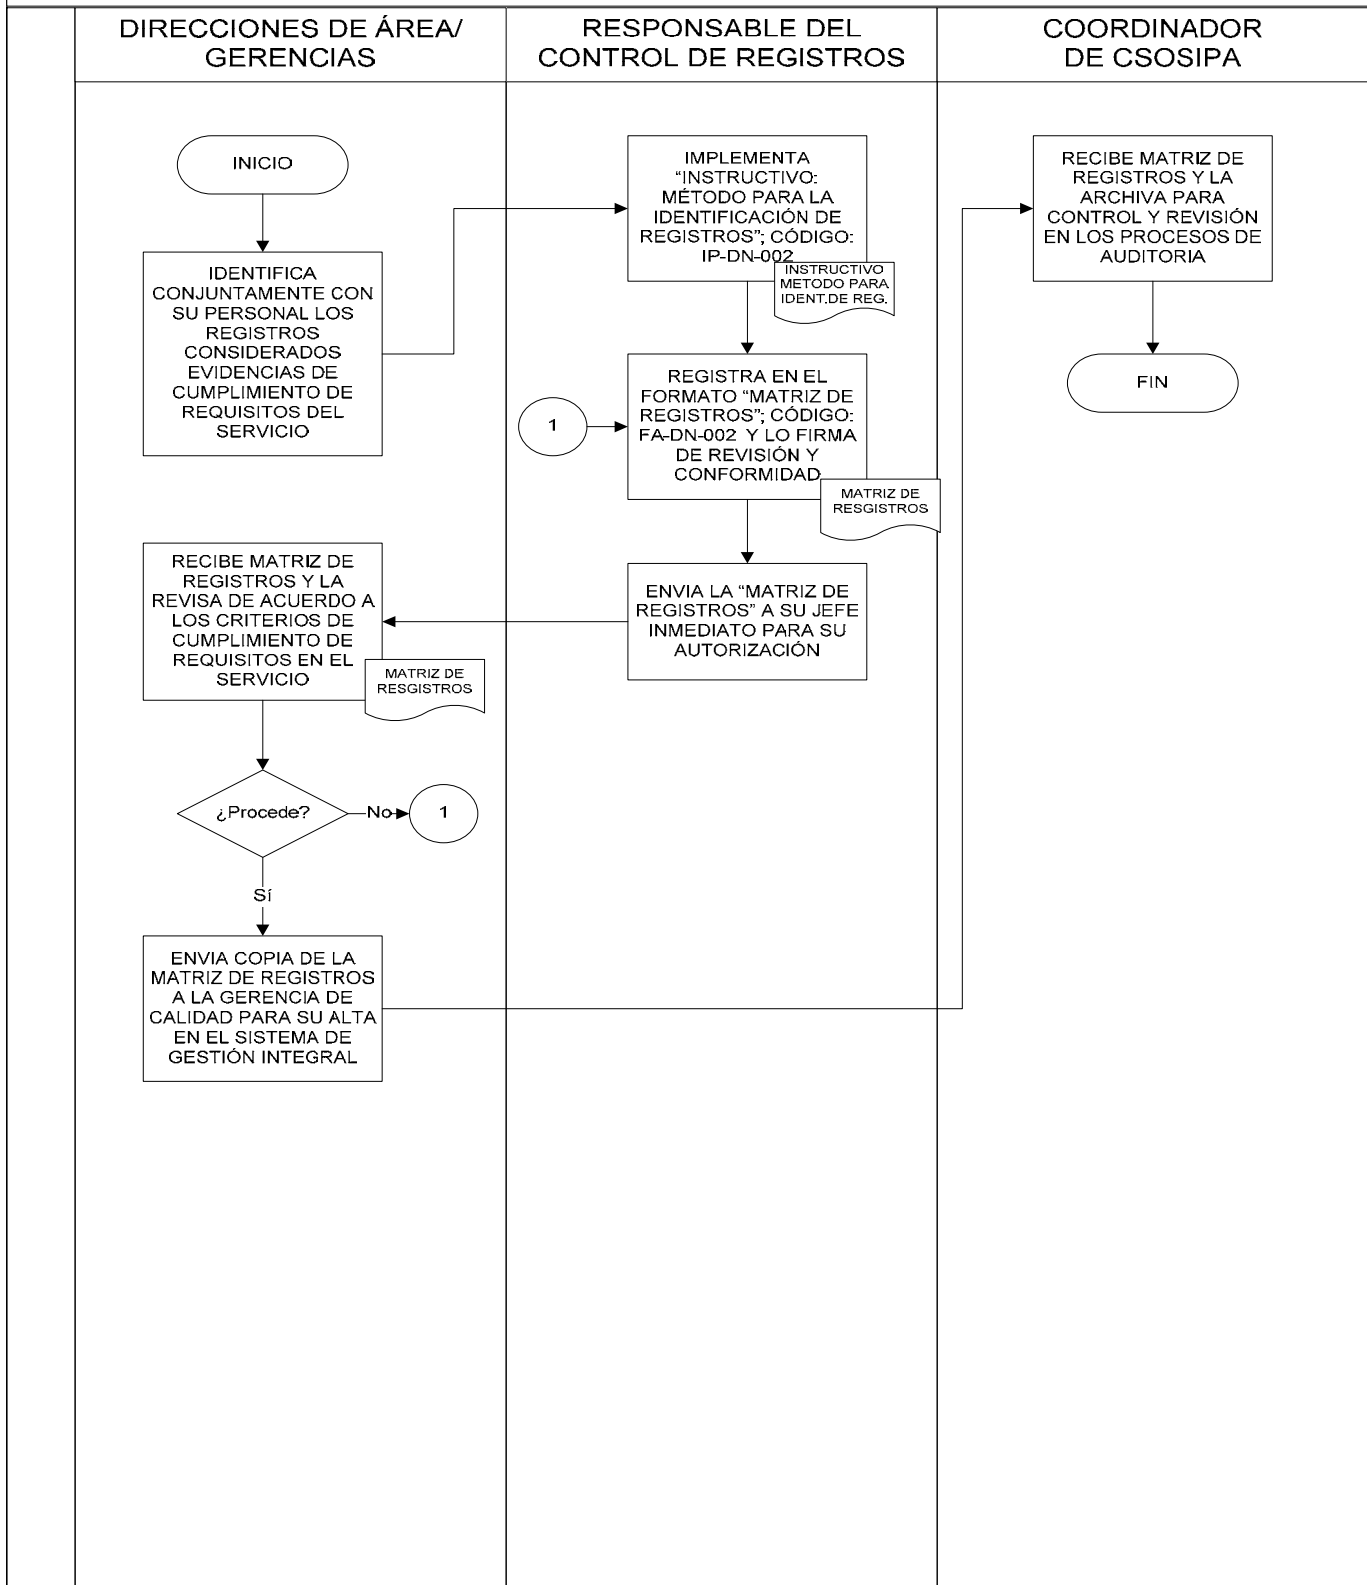 DIRECCIONES DE ÁREA/
GERENCIAS
RESPONSABLE DEL
CONTROL DE REGISTROS
COORDINADOR
DE CSOSIPA
INICIO
IDENTIFICA
CONJUNTAMENTE CON
SU PERSONAL LOS
REGISTROS
CONSIDERADOS
EVIDENCIAS DE
CUMPLIMIENTO DE
REQUISITOS DEL
SERVICIO
IMPLEMENTA
“INSTRUCTIVO:
MÉTODO PARA LA
IDENTIFICACIÓN DE
REGISTROS”; CÓDIGO:
IP-DN-002
INSTRUCTIVO
METODO PARA
IDENT.DE REG.
1
REGISTRA EN EL
FORMATO “MATRIZ DE
REGISTROS”; CÓDIGO:
FA-DN-002 Y LO FIRMA
DE REVISIÓN Y
CONFORMIDAD
MATRIZ DE
RESGISTROS
ENVIA LA “MATRIZ DE
REGISTROS” A SU JEFE
INMEDIATO PARA SU
AUTORIZACIÓN
RECIBE MATRIZ DE
REGISTROS Y LA
REVISA DE ACUERDO A
LOS CRITERIOS DE
CUMPLIMIENTO DE
REQUISITOS EN EL
SERVICIO
MATRIZ DE
RESGISTROS
¿Procede?
No
1
Sí
ENVIA COPIA DE LA
MATRIZ DE REGISTROS
A LA GERENCIA DE
CALIDAD PARA SU ALTA
EN EL SISTEMA DE
GESTIÓN INTEGRAL
RECIBE MATRIZ DE
REGISTROS Y LA
ARCHIVA PARA
CONTROL Y REVISIÓN
EN LOS PROCESOS DE
AUDITORIA
FIN